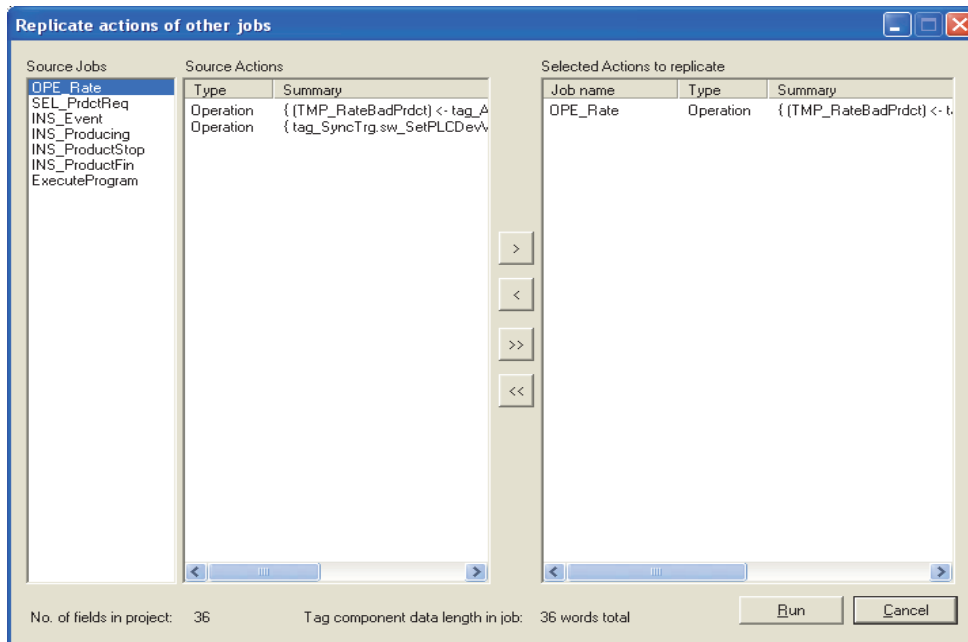 Replicate actions of other jobs
Source Jobs
OPE_Rate
SEL_PrdctReq
INS_Event
INS_Producing
INS_ProductStop
INS_ProductFin
ExecuteProgram
Source Actions
Type Summary
Operation { (TMP_RateBadPrdct) <- tag_A
Operation { tag_SyncTrg.sw_SetPLCDev\
>
<
>>
<<
Selected Actions to replicate
Job name Type Summary
OPE_Rate Operation { (TMP_RateBadPrdct) <- t
No. of fields in project: 36
Tag component data length in job: 36 words total
Run
Cancel